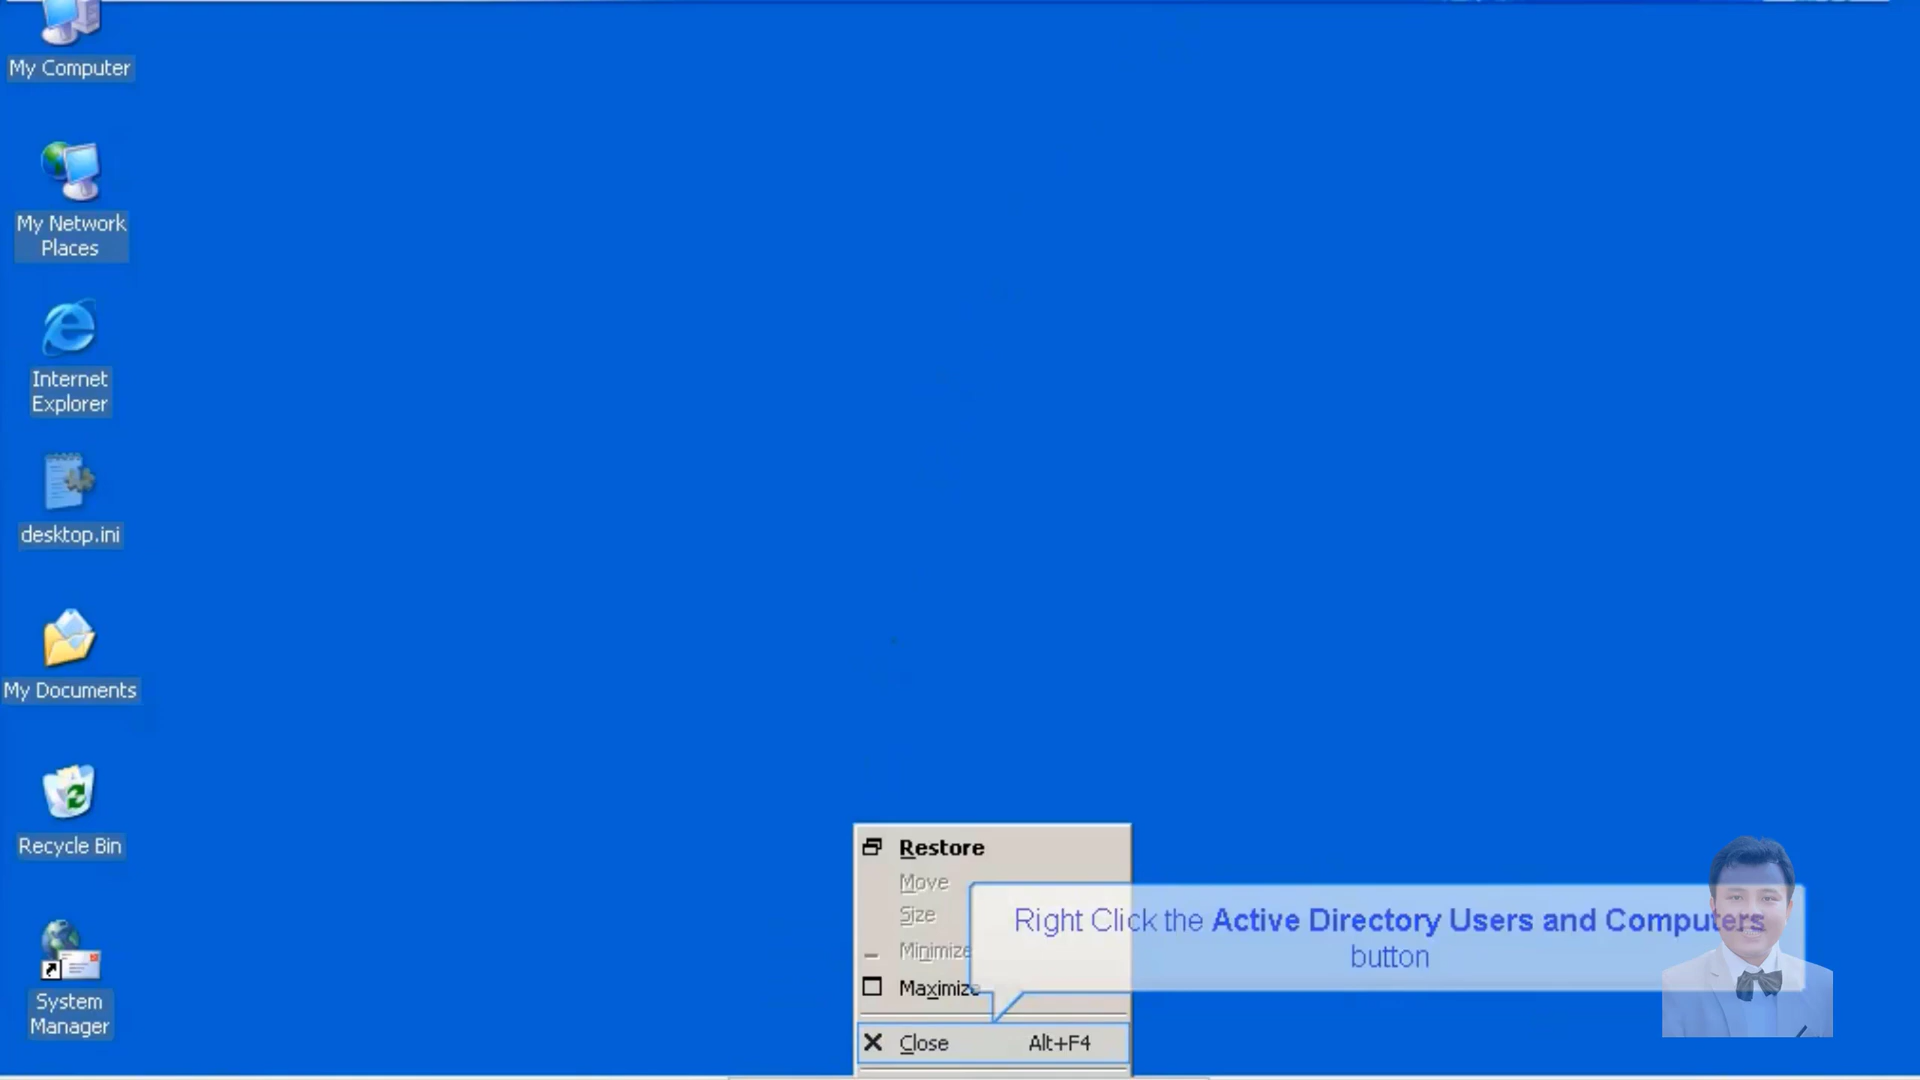 My Computer
My Network
Places
Internet
Explorer
desktop.ini
My Documents
Recycle Bin
System
Manager
Restore
Move
Size
Minimize
Maximize
Close Alt+F4
Right Click the Active Directory Users and Computers
button